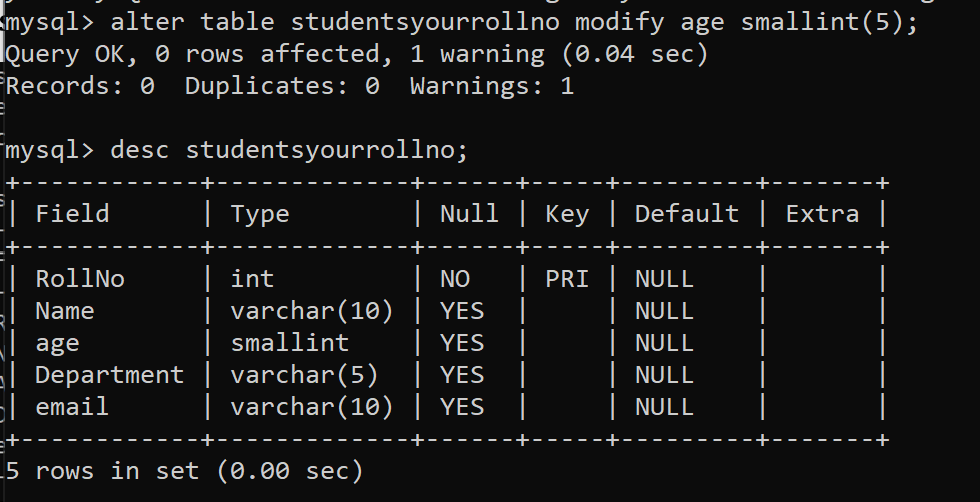 mysql> alter table studentsyourrollno modify age smallint(5);
Query OK, 0 rows affected, 1 warning (0.04 sec)
Records: 0  Duplicates: 0  Warnings: 1
mysql> desc studentsyourrollno;
+------------+-------------+------+-----+---------+-------+
| Field      | Type        | Null | Key | Default | Extra |
+------------+-------------+------+-----+---------+-------+
| RollNo     | int         | NO   | PRI | NULL    |       |
| Name       | varchar(10) | YES  |     | NULL    |       |
| age        | smallint    | YES  |     | NULL    |       |
| Department | varchar(5)  | YES  |     | NULL    |       |
| email      | varchar(10) | YES  |     | NULL    |       |
+------------+-------------+------+-----+---------+-------+
5 rows in set (0.00 sec)